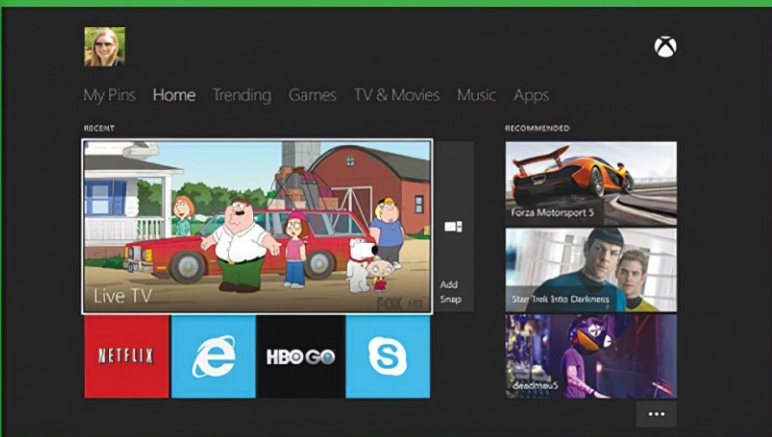 My Pins Home Trending Games TV & Movies Music Apps
RECENT
Live TV
FOX HD
Add
Snap
NETFLIX
e
HBO GO
S
RECOMMENDED
Forza Motorsport 5
Star Trek Into Darkness
deadmau5